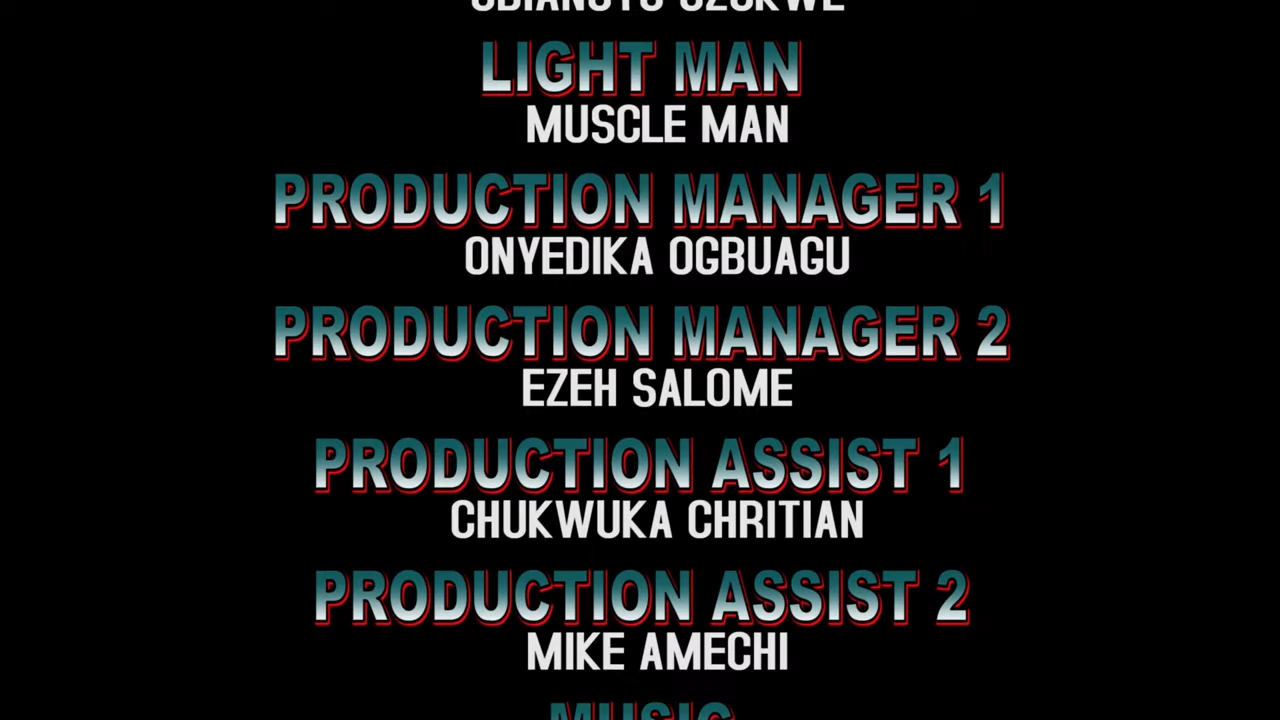 LIGHT MAN
MUSCLE MAN
PRODUCTION MANAGER 1
ONYEDIKA OGBUAGU
PRODUCTION MANAGER 2
EZEH SALOME
PRODUCTION ASSIST 1
CHUKWUKA CHRITIAN
PRODUCTION ASSIST 2
MIKE AMECHI
MUSIC